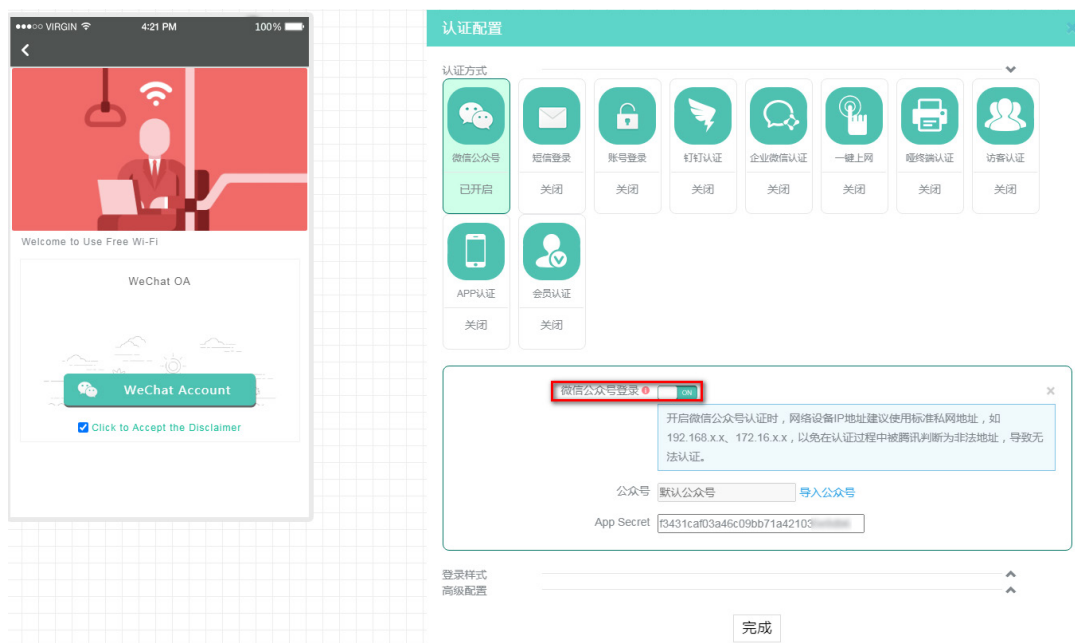 VIRGIN 4:21 PM 100%
Welcome to Use Free Wi-Fi
WeChat OA
WeChat Account
Click to Accept the Disclaimer
认证配置
认证方式
微信公众号 短信登录 账号登录 钉钉认证 企业微信认证 一键上网 哑终端认证 访客认证
已开启 关闭 关闭 关闭 关闭 关闭 关闭 关闭
APP认证 会员认证
关闭 关闭
微信公众号登录 ON
开启微信公众号认证时，网络设备IP地址建议使用标准私网地址，如
192.168.x.x、172.16.x.x，以免在认证过程中被腾讯判断为非法地址，导致无
法认证。
公众号 默认公众号 导入公众号
App Secret f3431caf03a46c09bb71a42103
登录样式
高级配置
完成